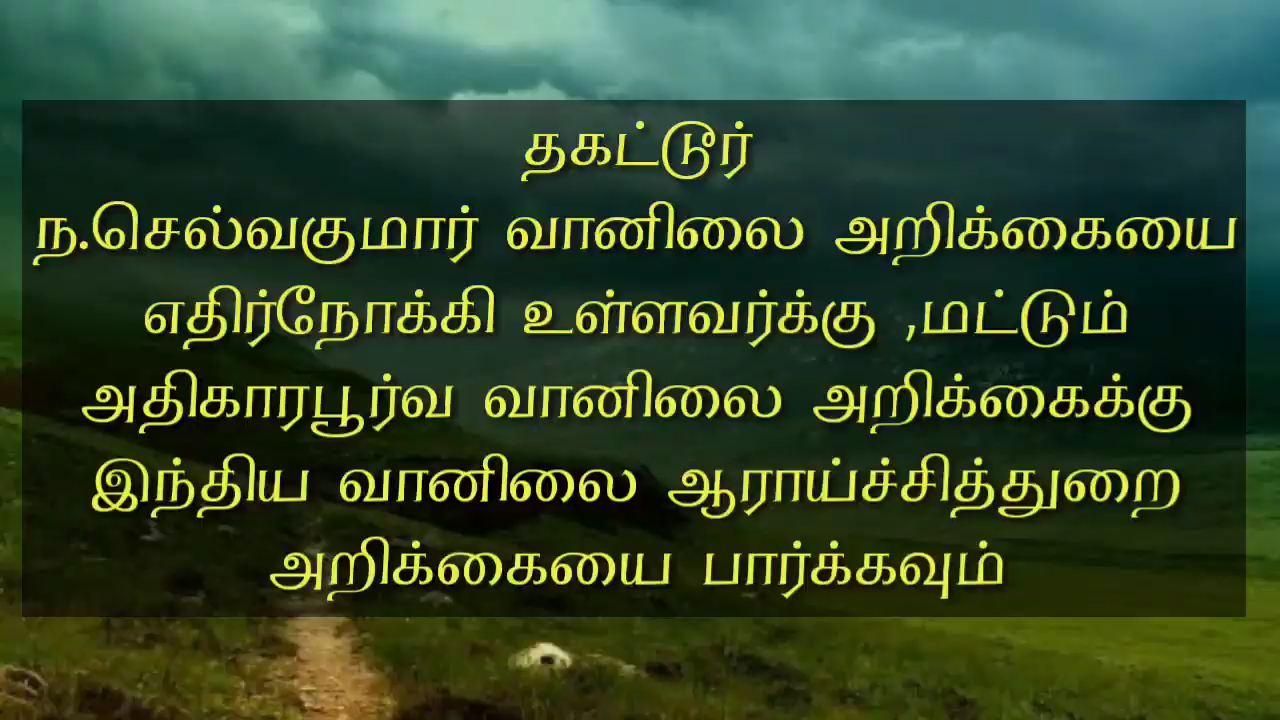 தகட்டூர்
ந.செல்வகுமார் வானிலை அறிக்கையை
எதிர்நோக்கி உள்ளவர்க்கு ,மட்டும்
அதிகாரபூர்வ வானிலை அறிக்கைக்கு
இந்திய வானிலை ஆராய்ச்சித்துறை
அறிக்கையை பார்க்கவும்